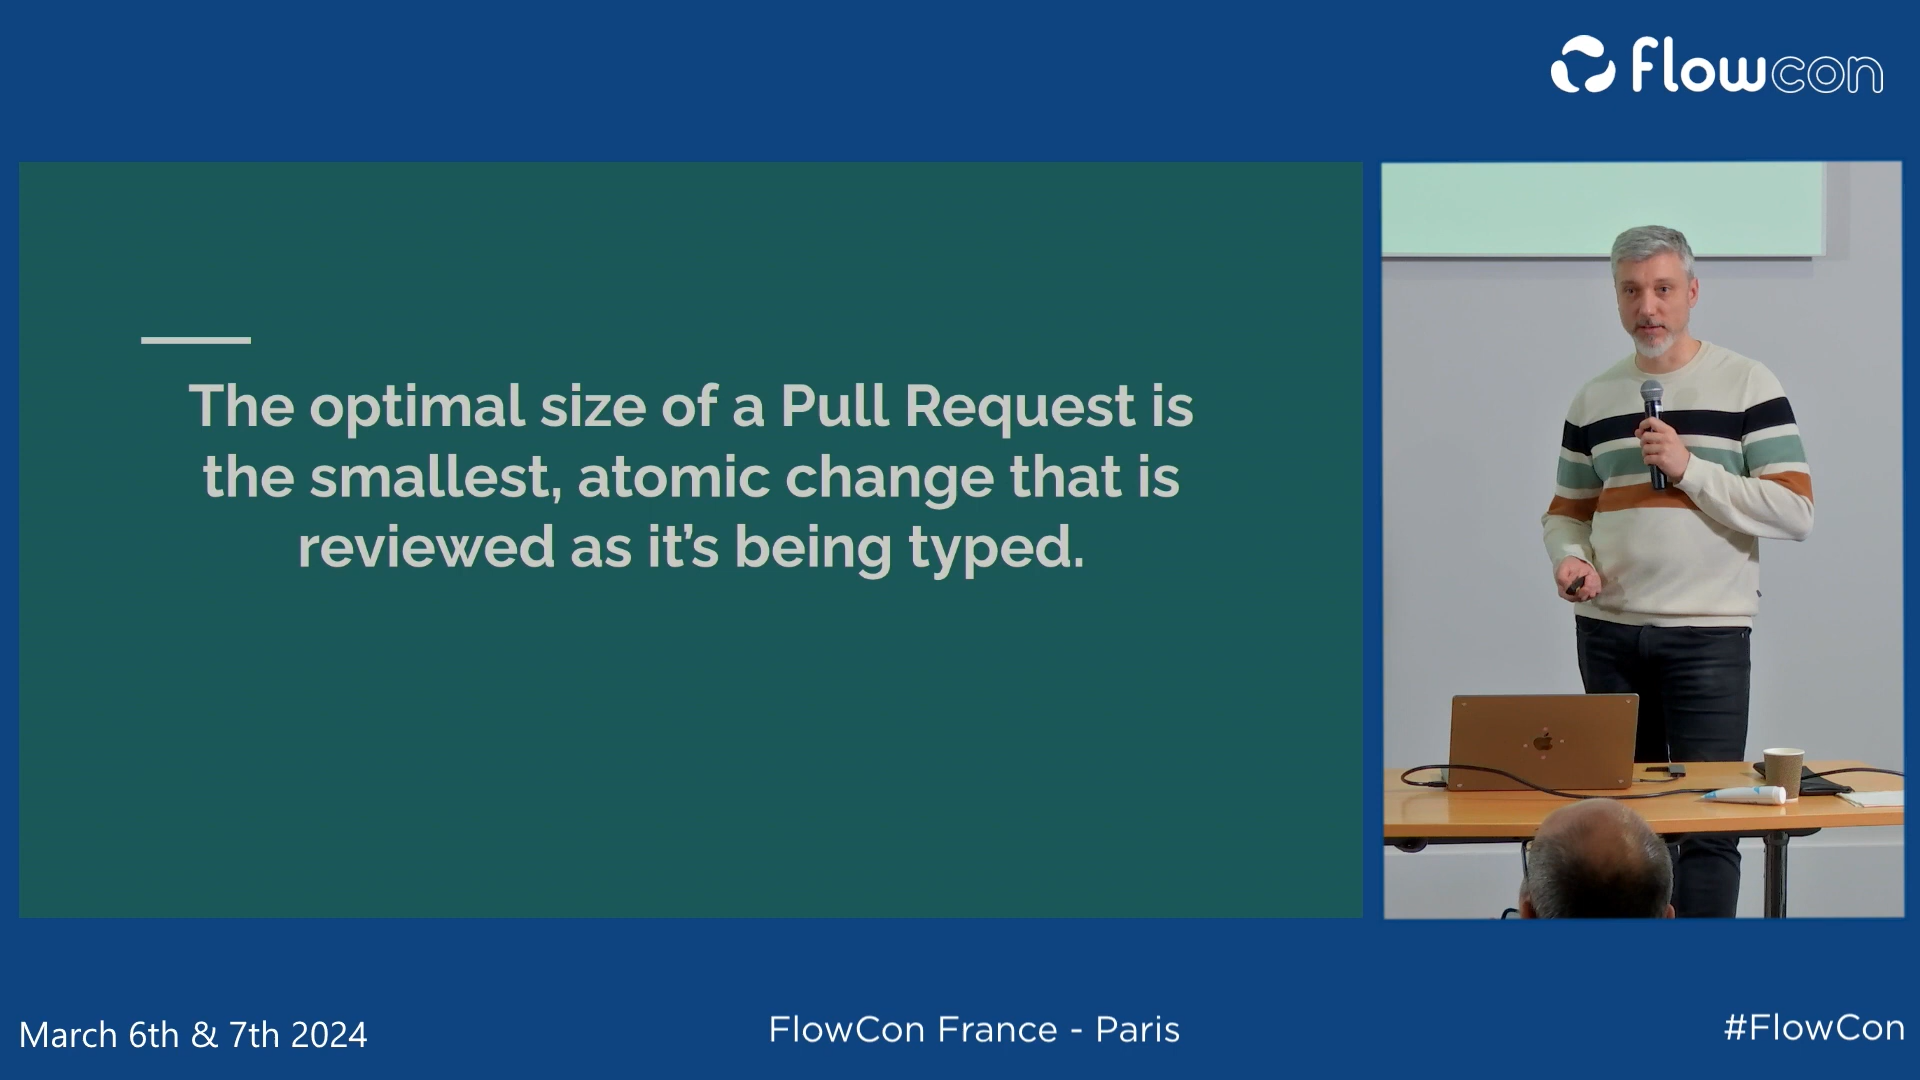 flowcon
The optimal size of a Pull Request is
the smallest, atomic change that is
reviewed as it’s being typed.
March 6th & 7th 2024
FlowCon France - Paris
#FlowCon